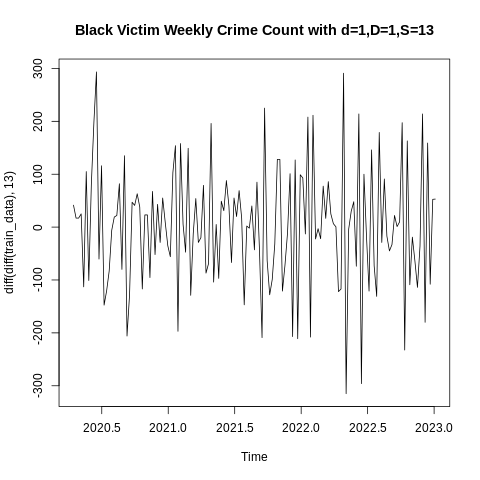 Black Victim Weekly Crime Count with d=1,D=1,S=13
diff(diff(train_data), 13)
300
200
100
0
-100
-200
-300
2020.5 2021.0 2021.5 2022.0 2022.5 2023.0
Time